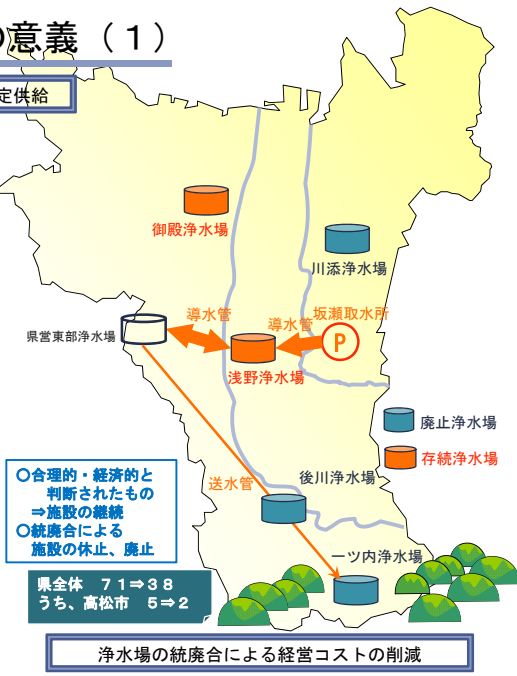 の意義（１）
定供給
御殿浄水場
川添浄水場
坂瀬取水所
導水管
導水管
P
県営東部浄水場
浅野浄水場
廃止浄水場
存続浄水場
後川浄水場
送水管
○合理的・経済的と
判断されたもの
⇒施設の継続
○統廃合による
施設の休止、廃止
一ツ内浄水場
県全体　７１⇒３８
うち、高松市　５⇒２
浄水場の統廃合による経営コストの削減